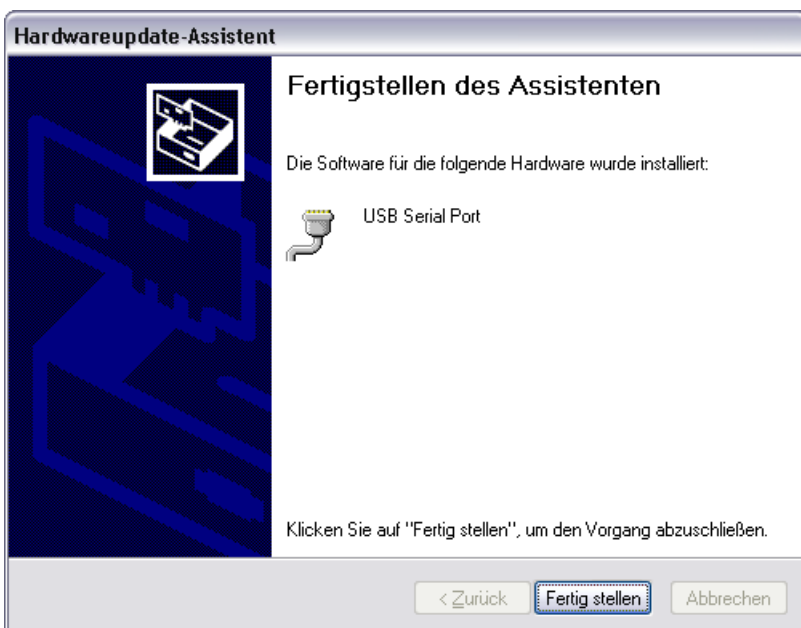 Hardwareupdate-Assistent
Fertigstellen des Assistenten
Die Software für die folgende Hardware wurde installiert:
USB Serial Port
Klicken Sie auf "Fertig stellen", um den Vorgang abzuschließen.
< Zurück Fertig stellen Abbrechen